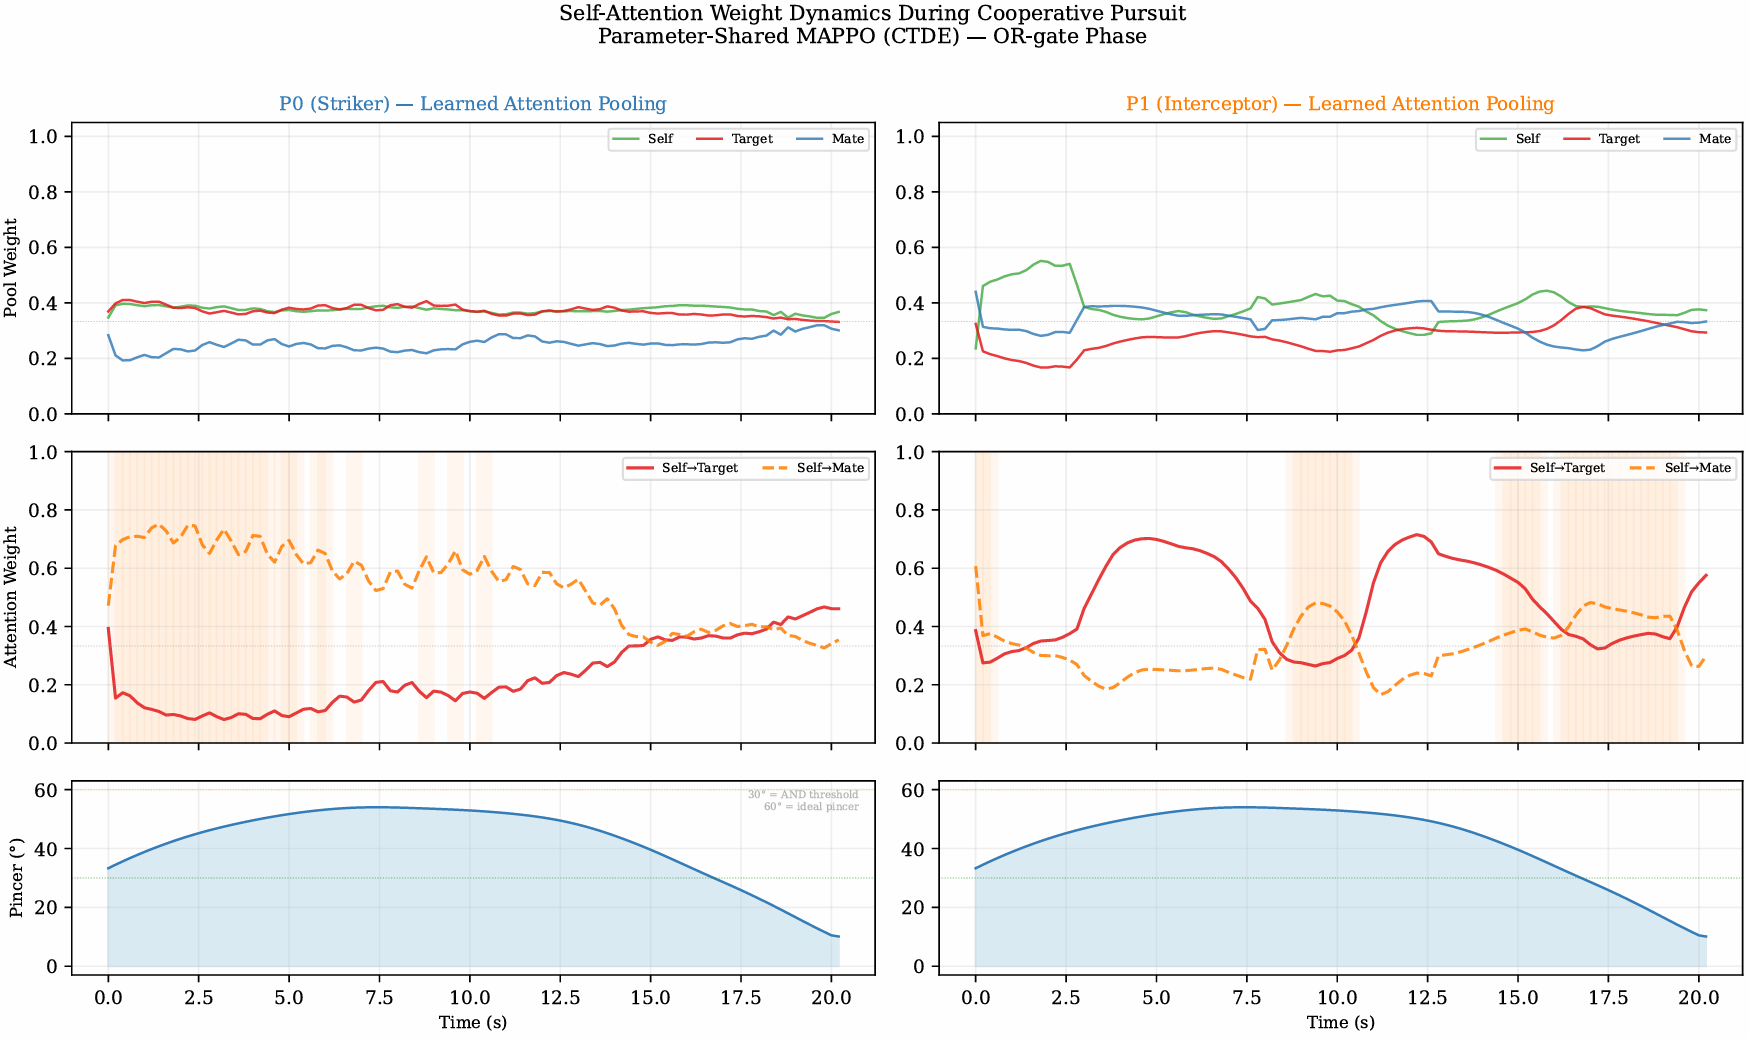 Self-Attention Weight Dynamics During Cooperative Pursuit
Parameter-Shared MAPPO (CTDE) — OR-gate Phase
P0 (Striker) — Learned Attention Pooling
Pool Weight
1.0
0.8
0.6
0.4
0.2
0.0
Self Target Mate
P1 (Interceptor) — Learned Attention Pooling
1.0
0.8
0.6
0.4
0.2
0.0
Self Target Mate
Attention Weight
1.0
0.8
0.6
0.4
0.2
0.0
Self→Target Self→Mate
1.0
0.8
0.6
0.4
0.2
0.0
Self→Target Self→Mate
Pincer (°)
60
40
20
0
30° = AND threshold
60° = ideal pincer
0.0 2.5 5.0 7.5 10.0 12.5 15.0 17.5 20.0
Time (s)
60
40
20
0
0.0 2.5 5.0 7.5 10.0 12.5 15.0 17.5 20.0
Time (s)